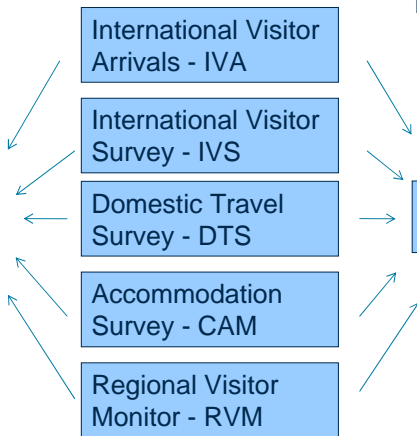 International Visitor
Arrivals - IVA
International Visitor
Survey - IVS
Domestic Travel
Survey - DTS
Accommodation
Survey - CAM
Regional Visitor
Monitor - RVM